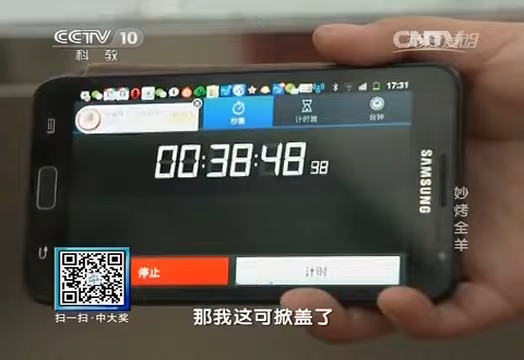 CCTV 10
科教
CNTV
17:31
秒表
计时器
分钟
00:38:48 98
SAMSUNG
妙烤全羊
停止
计时
扫一扫·中大奖
那我这可掀盖了